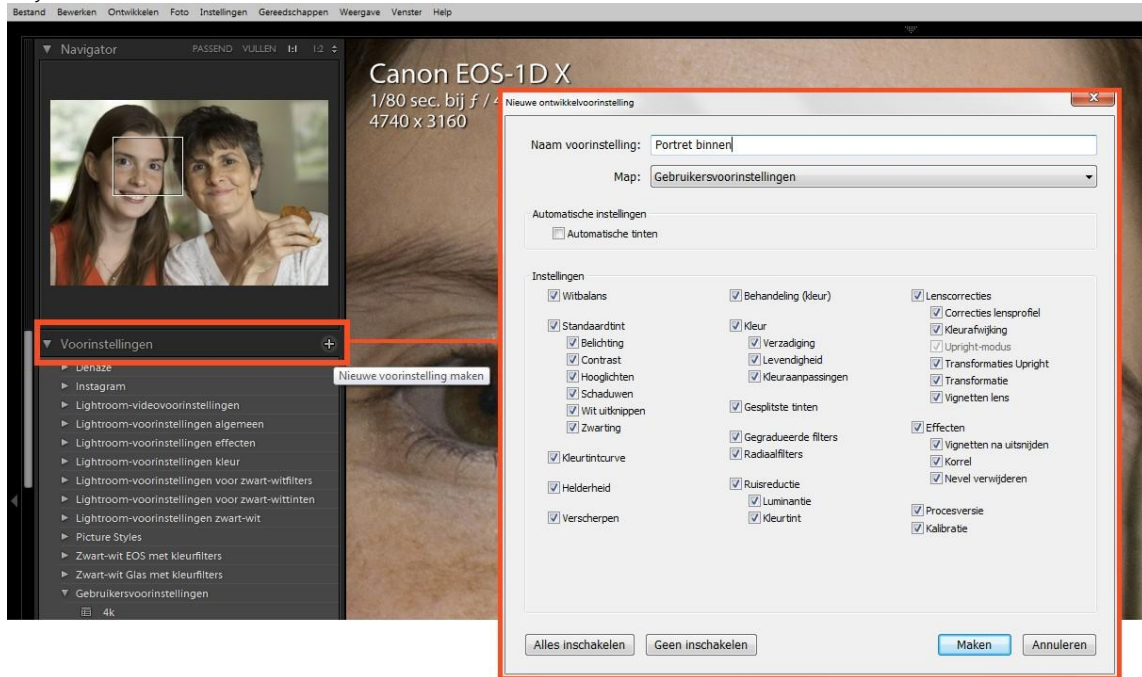 Bestand Bewerken Ontwikkelen Foto Instellingen Gereedschappen Weergave Venster Help
Navigator PASSEND VULLEN 1:1 1:2
Canon EOS-1D X
1/80 sec. bij ƒ / 4
4740 x 3160
Voorinstellingen +
Nieuwe voorinstelling maken
Dehaze
Instagram
Lightroom-videovoorinstellingen
Lightroom-voorinstellingen algemeen
Lightroom-voorinstellingen effecten
Lightroom-voorinstellingen kleur
Lightroom-voorinstellingen voor zwart-witfilters
Lightroom-voorinstellingen voor zwart-wittinten
Lightroom-voorinstellingen zwart-wit
Picture Styles
Zwart-wit EOS met kleurfilters
Zwart-wit Glas met kleurfilters
Gebruikersvoorinstellingen
4k
Nieuwe ontwikkelvoorinstelling
Naam voorinstelling: Portret binnen
Map: Gebruikersvoorinstellingen
Automatische instellingen
Automatische tinten
Instellingen
Witbalans
Standaardtint
Belichting
Contrast
Hooglichten
Schaduwen
Wit uitknippen
Zwarting
Kleurtintcurve
Helderheid
Verscherpen
Behandeling (kleur)
Kleur
Verzadiging
Levendigheid
Kleuraanpassingen
Gesplitste tinten
Gegradueerde filters
Radiaalfilters
Ruisreductie
Luminantie
Kleurtint
Lenscorrecties
Correcties lensprofiel
Kleurafwijking
Upright-modus
Transformaties Upright
Transformatie
Vignetten lens
Effecten
Vignetten na uitsnijden
Korrel
Nevel verwijderen
Procesversie
Kalibratie
Alles inschakelen Geen inschakelen Maken Annuleren